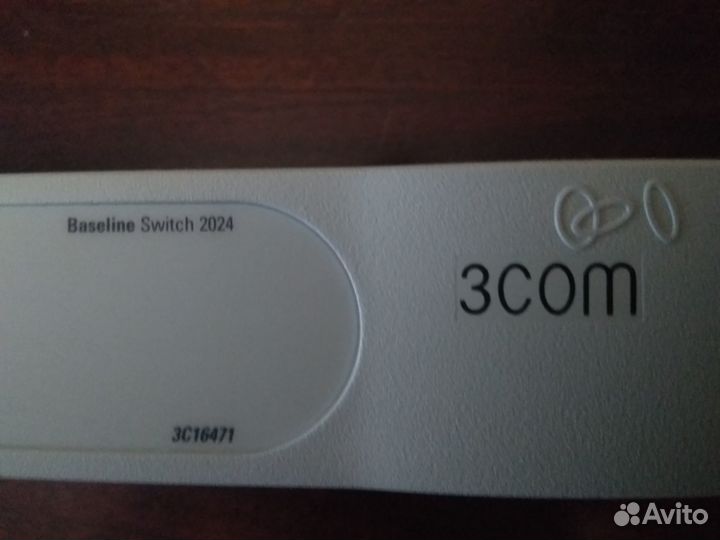 Baseline Switch 2024
3com
3C16471
Avito